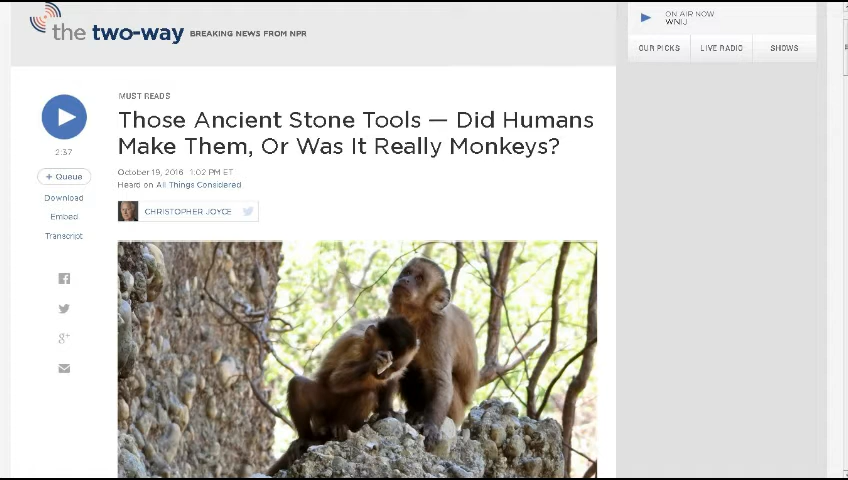 the two-way BREAKING NEWS FROM NPR
ON AIR NOW
WNIJ
OUR PICKS LIVE RADIO SHOWS
MUST READS
Those Ancient Stone Tools — Did Humans
Make Them, Or Was It Really Monkeys?
2:37
October 19, 2016 · 1:02 PM ET
+ Queue
Heard on All Things Considered
Download
CHRISTOPHER JOYCE
Embed
Transcript
g+